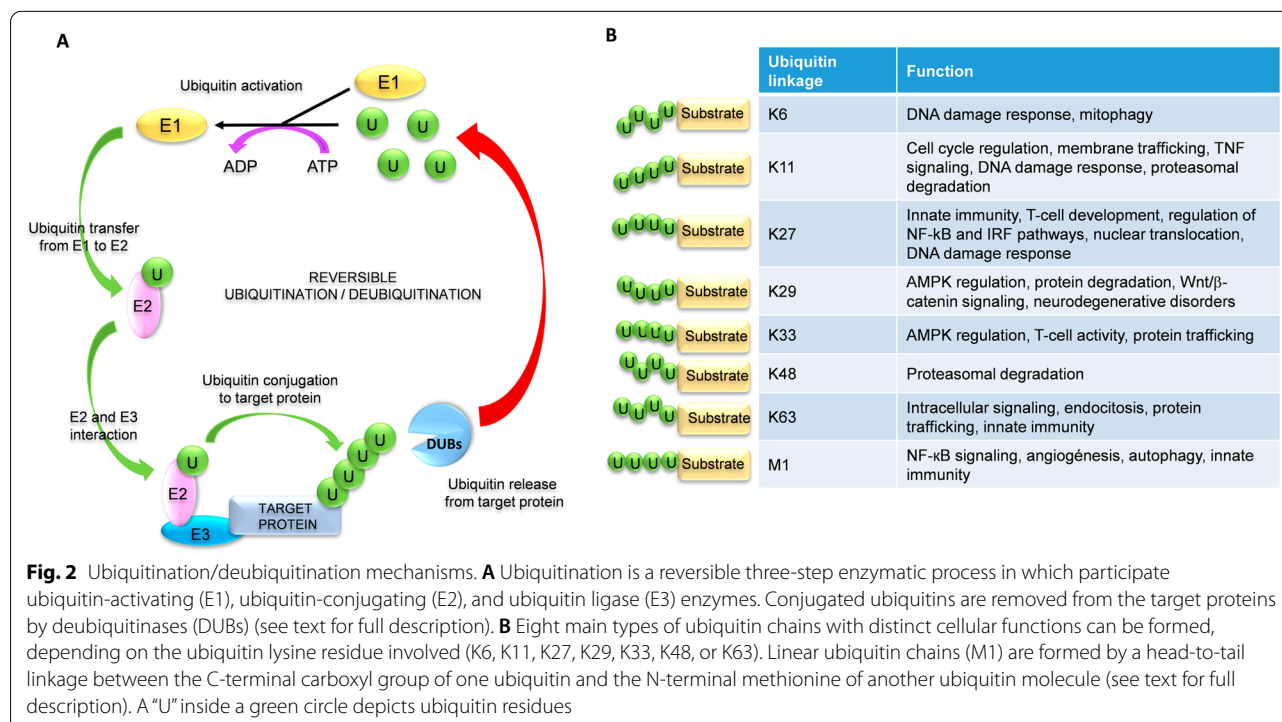 A
Ubiquitin activation
E1
E1
U
U
U
U
U
ADP
ATP
Ubiquitin transfer
from E1 to E2
U
E2
REVERSIBLE
UBIQUITINATION / DEUBIQUITINATION
Ubiquitin conjugation
to target protein
E2 and E3
interaction
U
E2
E3
TARGET
PROTEIN
U
U
U
U
DUBs
Ubiquitin release
from target protein
B
Ubiquitin
linkage
Function
UUUU Substrate
K6
DNA damage response, mitophagy
UUUU Substrate
K11
Cell cycle regulation, membrane trafficking, TNF
signaling, DNA damage response, proteasomal
degradation
UUUU Substrate
K27
Innate immunity, T-cell development, regulation of
NF-kB and IRF pathways, nuclear translocation,
DNA damage response
UUUU Substrate
K29
AMPK regulation, protein degradation, Wnt/β-
catenin signaling, neurodegenerative disorders
UUUU Substrate
K33
AMPK regulation, T-cell activity, protein trafficking
UUUU Substrate
K48
Proteasomal degradation
UUUU Substrate
K63
Intracellular signaling, endocitosis, protein
trafficking, innate immunity
UUUU Substrate
M1
NF-κB signaling, angiogénesis, autophagy, innate
immunity
Fig. 2 Ubiquitination/deubiquitination mechanisms. A Ubiquitination is a reversible three-step enzymatic process in which participate
ubiquitin-activating (E1), ubiquitin-conjugating (E2), and ubiquitin ligase (E3) enzymes. Conjugated ubiquitins are removed from the target proteins
by deubiquitinases (DUBs) (see text for full description). B Eight main types of ubiquitin chains with distinct cellular functions can be formed,
depending on the ubiquitin lysine residue involved (K6, K11, K27, K29, K33, K48, or K63). Linear ubiquitin chains (M1) are formed by a head-to-tail
linkage between the C-terminal carboxyl group of one ubiquitin and the N-terminal methionine of another ubiquitin molecule (see text for full
description). A “U” inside a green circle depicts ubiquitin residues